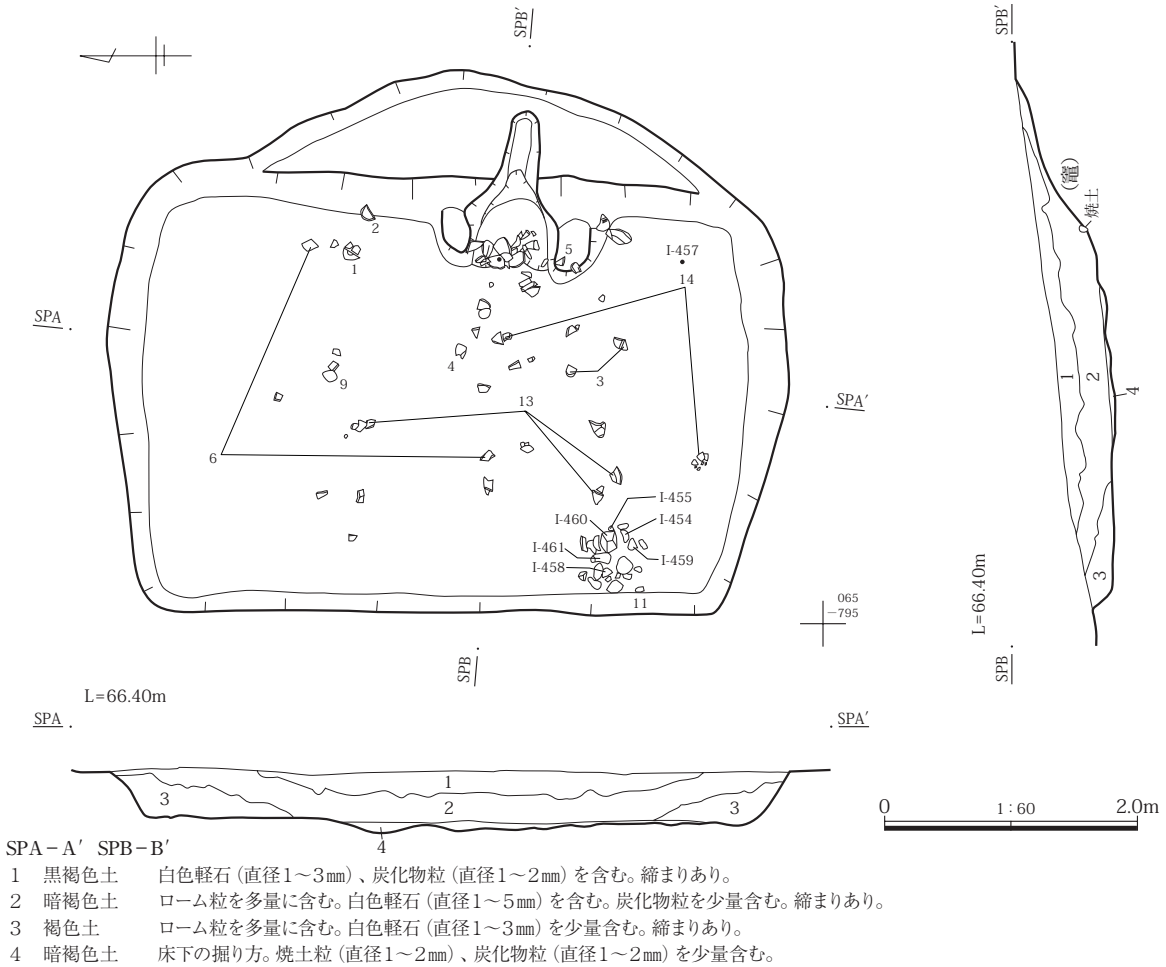 SPB′
SPB′
2
1
5
I-457
14
(竈)
焼土
SPA
4
3
9
SPA′
13
6
1
2
4
I-455
I-460
I-454
I-461
I-459
I-458
11
3
065
−795
L=66.40m
SPB
SPB
L=66.40m
SPA
SPA′
1
3
2
3
4
0
1:60
2.0m
SPA−A′ SPB−B′
1 黒褐色土 白色軽石(直径1～3㎜)、炭化物粒(直径1～2㎜)を含む。締まりあり。
2 暗褐色土 ローム粒を多量に含む。白色軽石(直径1～5㎜)を含む。炭化物粒を少量含む。締まりあり。
3 褐色土 ローム粒を多量に含む。白色軽石(直径1～3㎜)を少量含む。締まりあり。
4 暗褐色土 床下の掘り方。焼土粒(直径1～2㎜)、炭化物粒(直径1～2㎜)を少量含む。